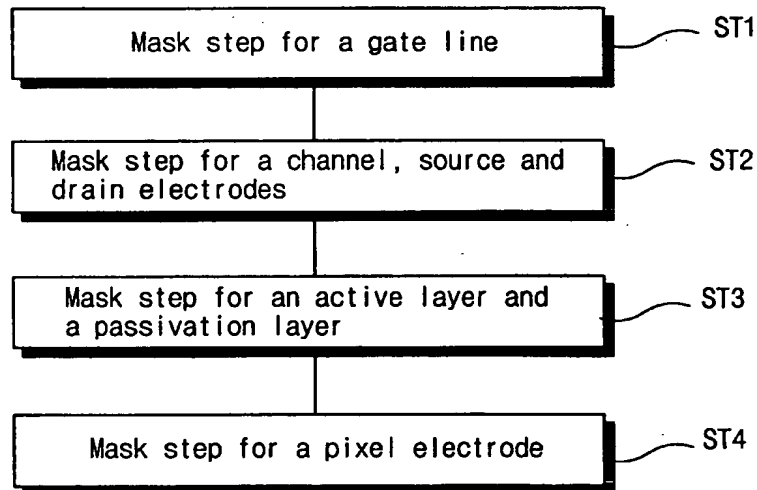 Mask step for a gate line
ST1
Mask step for a channel, source and
drain electrodes
ST2
Mask step for an active layer and
a passivation layer
ST3
Mask step for a pixel electrode
ST4